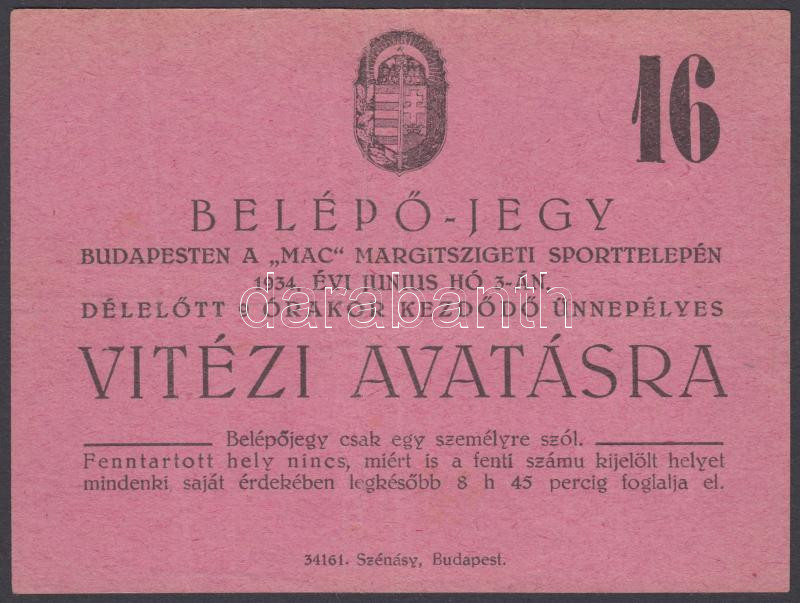 16
BELÉPŐ-JEGY
BUDAPESTEN A „MAC“ MARGITSZIGETI SPORTTELEPÉN
1934. ÉVI JUNIUS HÓ 3-ÁN,
DÉLELŐTT 9 ÓRAKOR KEZDŐDŐ ÜNNEPÉLYES
darabanth
VITÉZI AVATÁSRA
Belépőjegy csak egy személyre szól.
Fenntartott hely nincs, miért is a fenti számu kijelölt helyet
mindenki saját érdekében legkésőbb 8 h 45 percig foglalja el.
34161. Szénásy, Budapest.